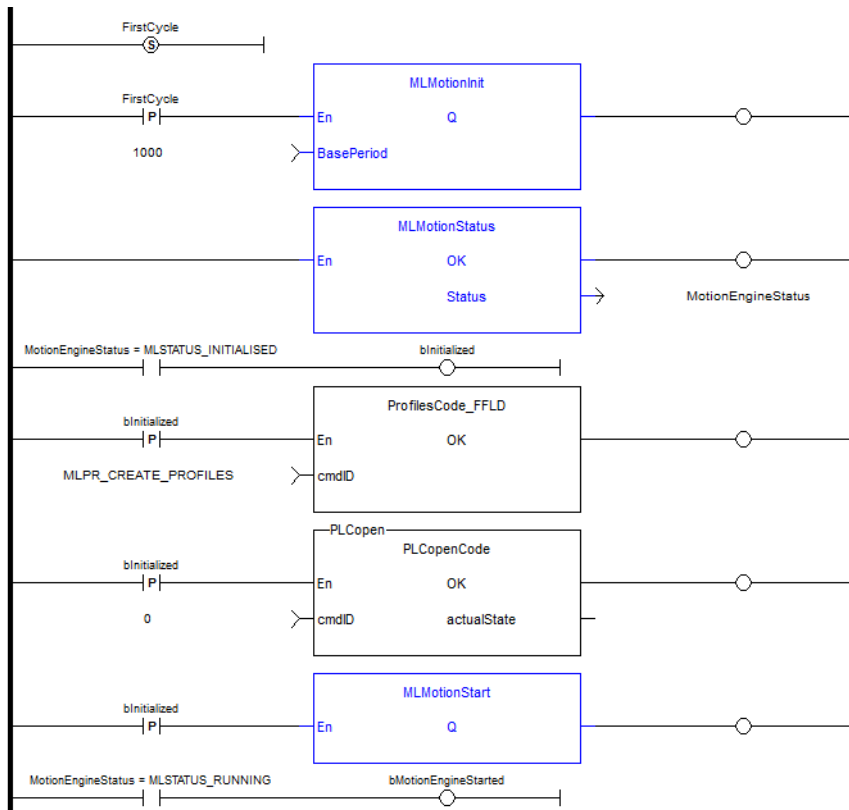 FirstCycle
S
FirstCycle
MLMotionInit
P
En Q
1000
BasePeriod
MLMotionStatus
En OK
Status
MotionEngineStatus
MotionEngineStatus = MLSTATUS_INITIALISED
bInitialized
ProfilesCode_FFLD
bInitialized
P
En OK
MLPR_CREATE_PROFILES
cmdID
PLCopen
PLCopenCode
bInitialized
P
En OK
0
cmdID actualState
MLMotionStart
bInitialized
P
En Q
MotionEngineStatus = MLSTATUS_RUNNING
bMotionEngineStarted